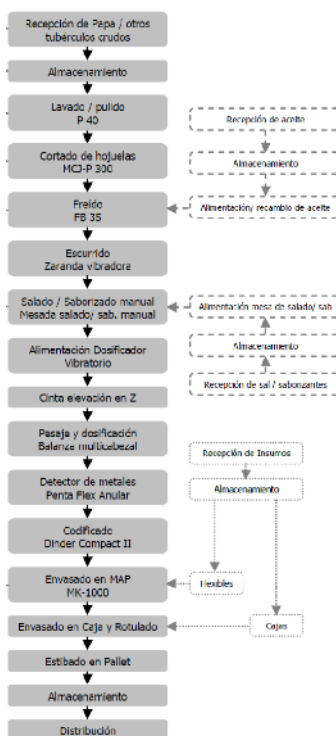 Recepción de Papa / otros
tubérculos crudos
Almacenamiento
Lavado / pulido
P 40
Recepción de aceite
Cortado de hojuelas
MCJ-P 300
Almacenamiento
Freído
FB 35
Alimentación/ recambio de aceite
Escurrido
Zaranda vibradora
Salado / Saborizado manual
Mesada salado/ sab. manual
Alimentación mesa de salado/ sab
Alimentación Dosificador
Vibratorio
Almacenamiento
Cinta elevación en Z
Recepción de sal / saborizantes
Pesaje y dosificación
Balanza multicabezal
Recepción de Insumos
Detector de metales
Penta Flex Anular
Almacenamiento
Codificado
Dinder Compact II
Envasado en MAP
MK-1000
Flexibles
Envasado en Caja y Rotulado
Cajas
Estibado en Pallet
Almacenamiento
Distribución